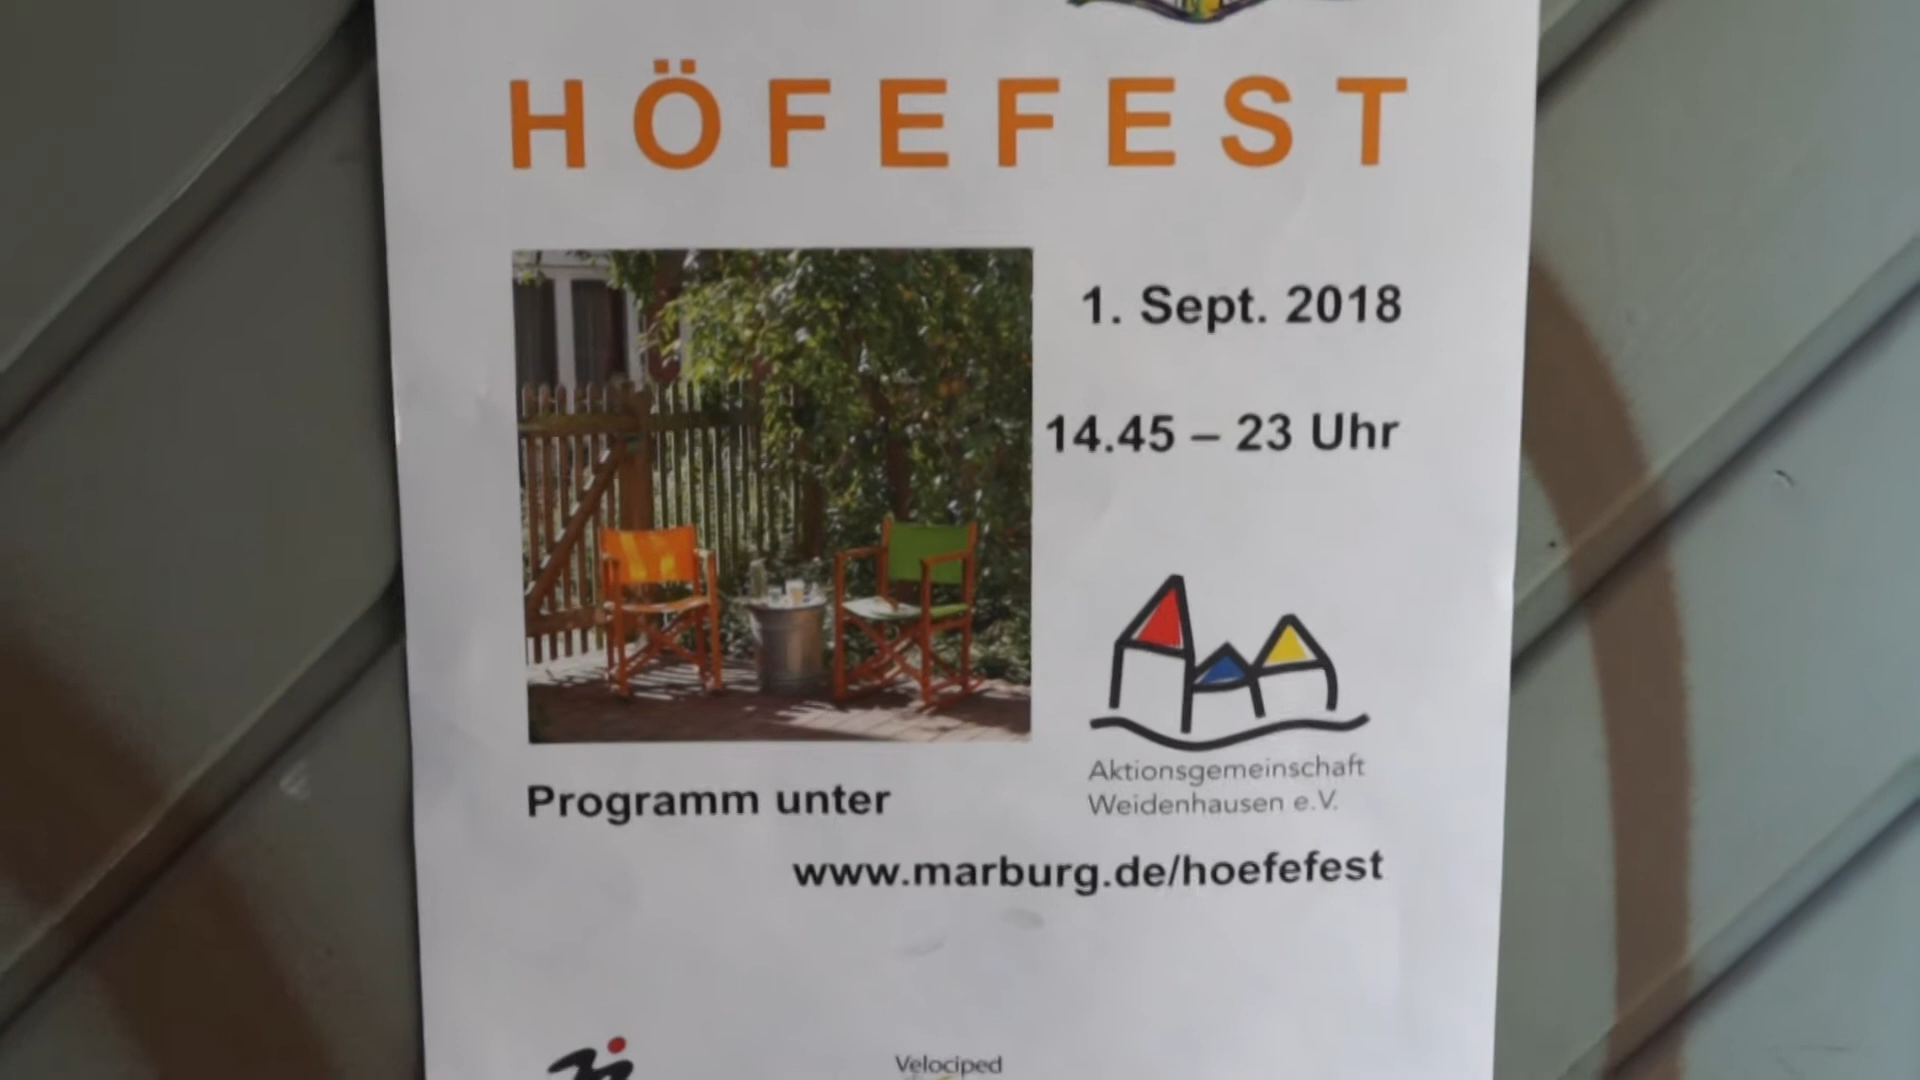 HÖFEFEST
1. Sept. 2018
14.45 – 23 Uhr
Aktionsgemeinschaft
Weidenhausen e.V.
Programm unter
www.marburg.de/hoefefest
Velociped